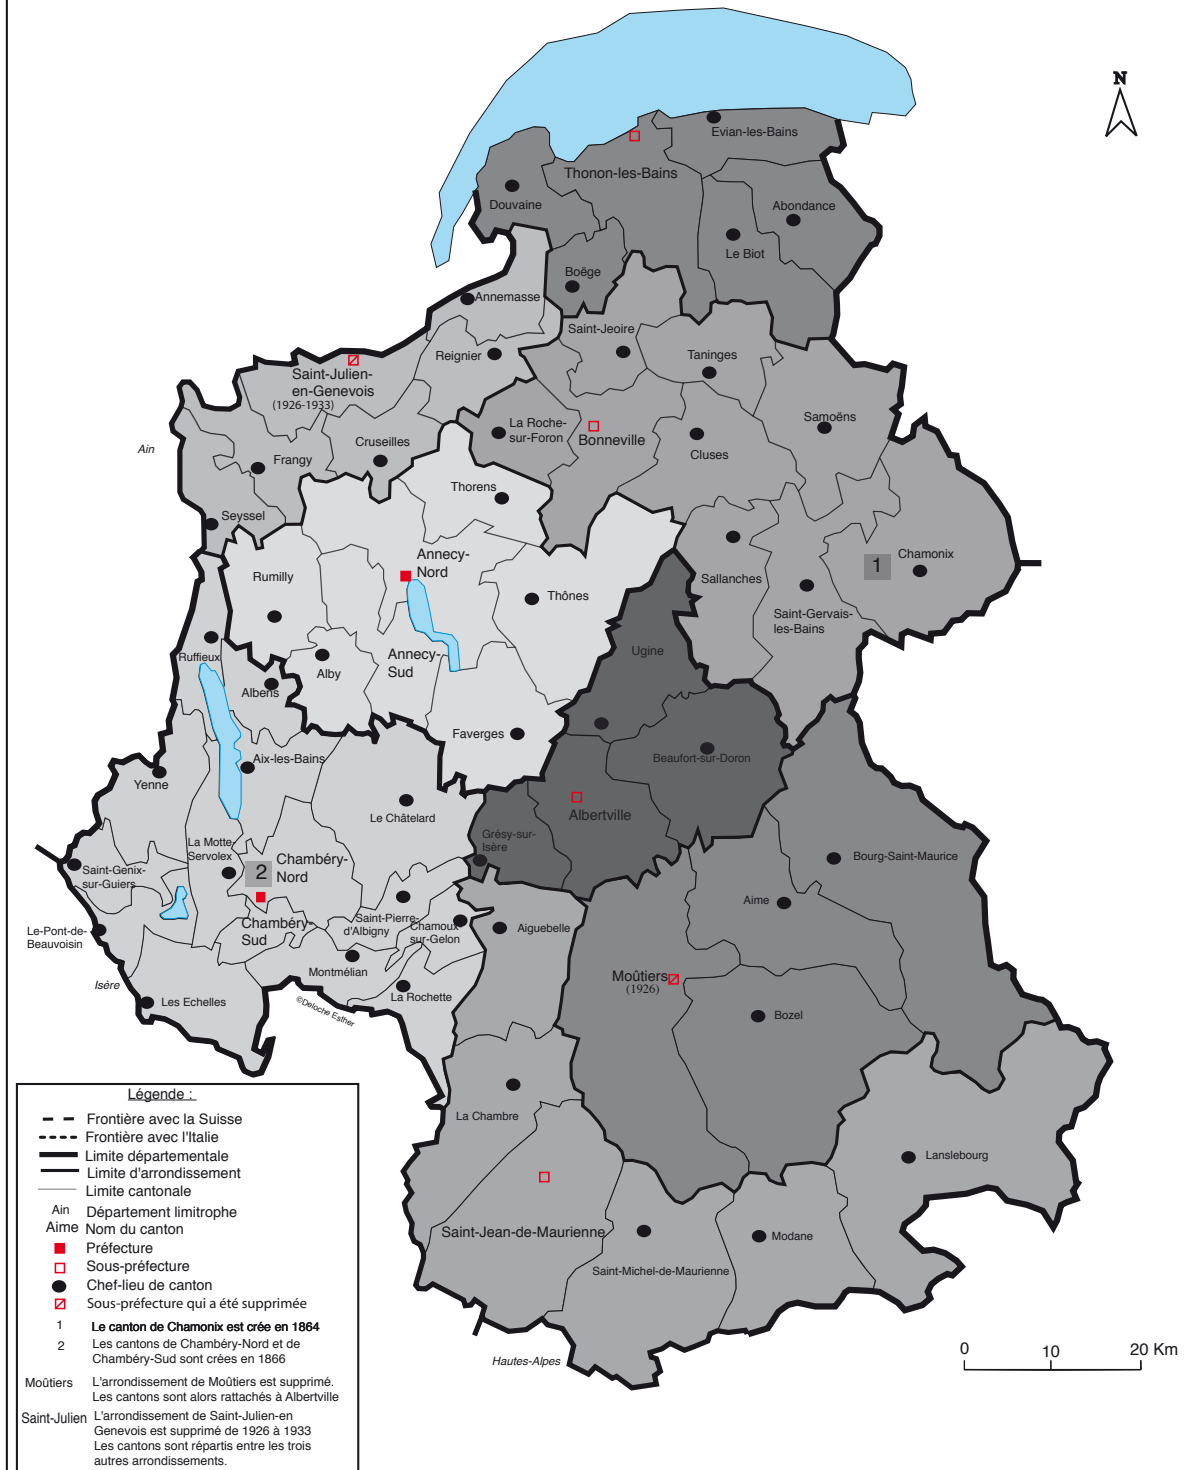 N
Evian-les-Bains
Thonon-les-Bains
Douvaine
Abondance
Le Biot
Boëge
Annemasse
Saint-Jeoire
Reignier
Taninges
Saint-Julien-
en-Genevois
(1926-1933)
La Roche-
sur-Foron
Bonneville
Samoëns
Cruseilles
Cluses
Ain
Frangy
Thorens
Seyssel
Annecy-
Nord
1
Chamonix
Rumilly
Sallanches
Thônes
Saint-Gervais-
les-Bains
Ruffieux
Annecy-
Sud
Ugine
Alby
Albens
Faverges
Beaufort-sur-Doron
Aix-les-Bains
Yenne
Le Châtelard
Albertville
Grésy-sur-
Isère
La Motte-
Servolex
2
Chambéry-
Nord
Bourg-Saint-Maurice
Saint-Genix-
sur-Guiers
Aime
Saint-Pierre-
d'Albigny
Chamoux-
sur-Gelon
Aiguebelle
Le-Pont-de-
Beauvoisin
Chambéry-
Sud
Montmélian
Moûtiers
(1926)
Isère
Les Echelles
La Rochette
©Deloche Esther
Bozel
La Chambre
Lanslebourg
Saint-Jean-de-Maurienne
Modane
Saint-Michel-de-Maurienne
Hautes-Alpes
0 10 20 Km
Légende :
Frontière avec la Suisse
Frontière avec l'Italie
Limite départementale
Limite d'arrondissement
Limite cantonale
Ain Département limitrophe
Aime Nom du canton
Préfecture
Sous-préfecture
Chef-lieu de canton
Sous-préfecture qui a été supprimée
1 Le canton de Chamonix est crée en 1864
2 Les cantons de Chambéry-Nord et de
Chambéry-Sud sont crées en 1866
Moûtiers L'arrondissement de Moûtiers est supprimé.
Les cantons sont alors rattachés à Albertville
Saint-Julien L'arrondissement de Saint-Julien-en
Genevois est supprimé de 1926 à 1933
Les cantons sont répartis entre les trois
autres arrondissements.